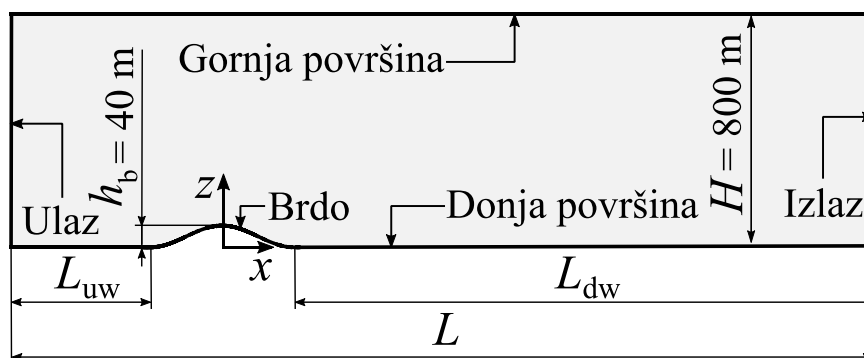 Gornja površina
h_b = 40 m
H = 800 m
z
Ulaz
Brdo
Donja površina
Izlaz
x
L_uw
L_dw
L